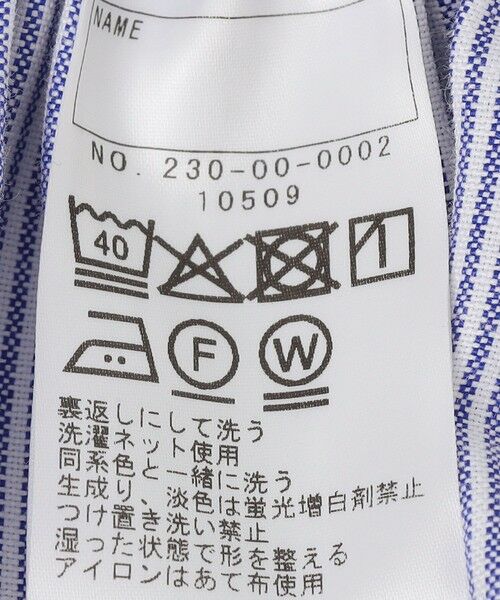 NAME
NO. 230-00-0002
10509
40
F
W
裏返しにして洗う
洗濯ネット使用
同系色と一緒に洗う
生成り、淡色には蛍光増白剤禁止
つけ置き洗い禁止
湿った状態で形を整える
アイロンはあて布使用